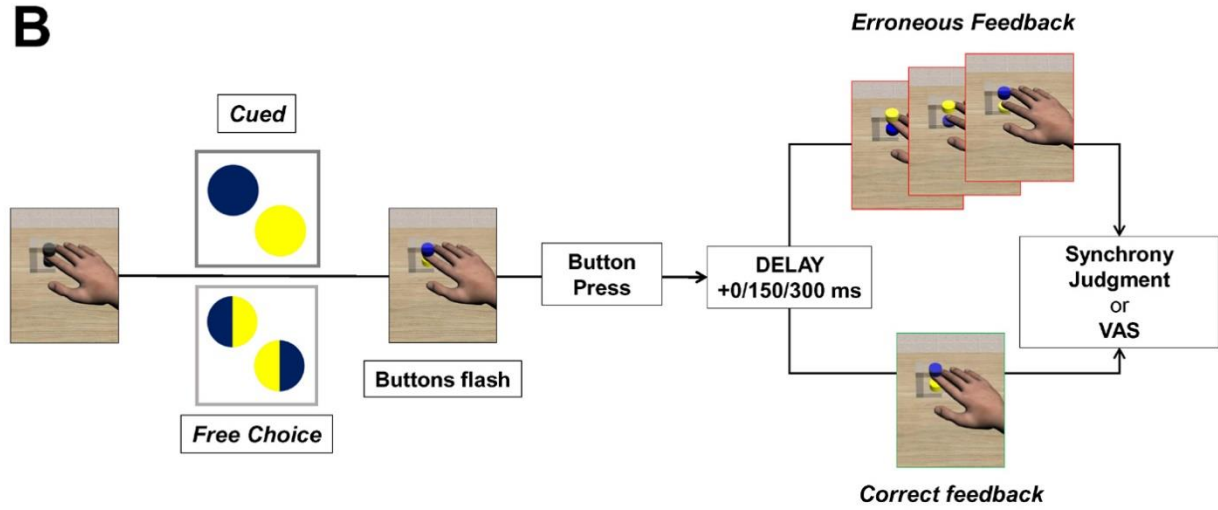 B
Cued
Free Choice
Buttons flash
Button
Press
DELAY
+0/150/300 ms
Erroneous Feedback
Correct feedback
Synchrony
Judgment
or
VAS